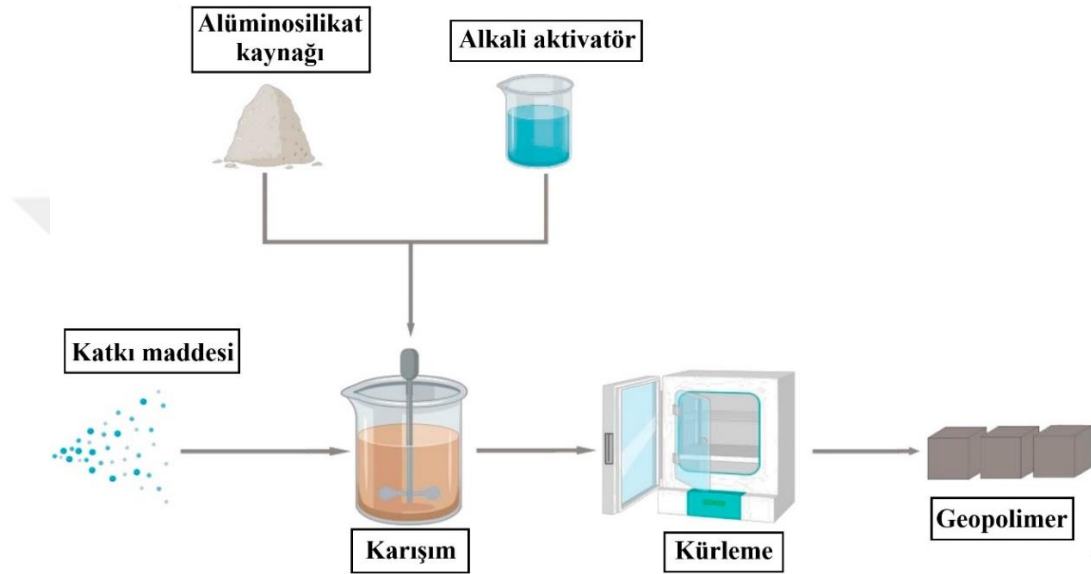 Alüminosilikat
kaynağı
Alkali aktivatör
Katkı maddesi
Karışım
Kürleme
Geopolimer